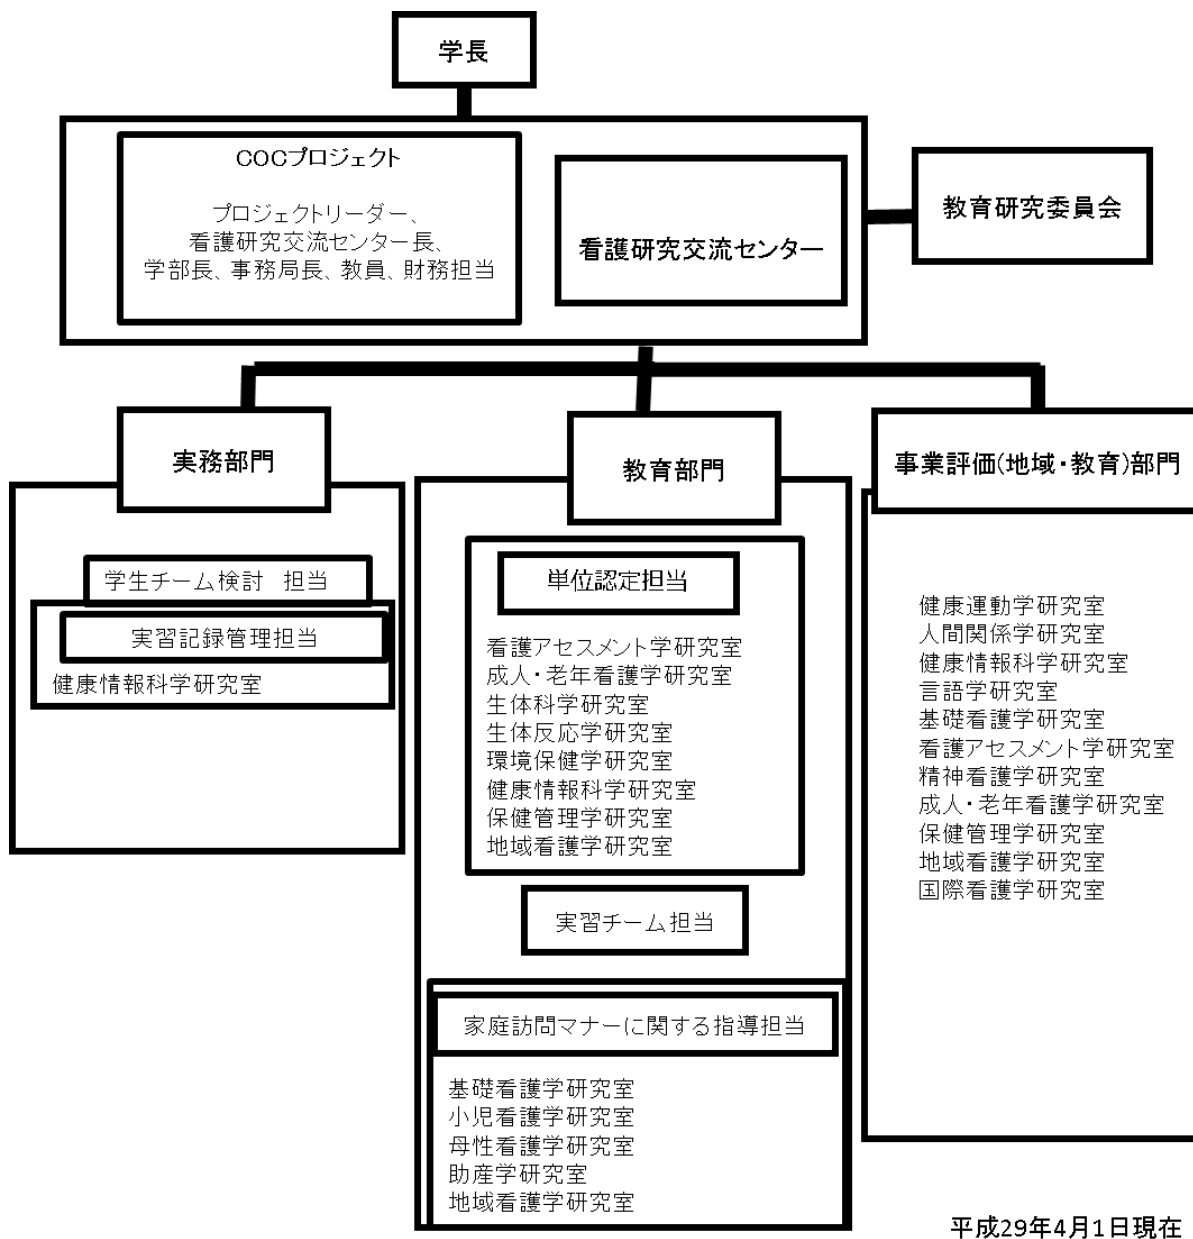 学長
COCプロジェクト
プロジェクトリーダー、
看護研究交流センター長、
学部長、事務局長、教員、財務担当
看護研究交流センター
教育研究委員会
実務部門
学生チーム検討　担当
実習記録管理担当
健康情報科学研究室
教育部門
単位認定担当
看護アセスメント学研究室
成人・老年看護学研究室
生体科学研究室
生体反応学研究室
環境保健学研究室
健康情報科学研究室
保健管理学研究室
地域看護学研究室
実習チーム担当
家庭訪問マナーに関する指導担当
基礎看護学研究室
小児看護学研究室
母性看護学研究室
助産学研究室
地域看護学研究室
事業評価(地域・教育)部門
健康運動学研究室
人間関係学研究室
健康情報科学研究室
言語学研究室
基礎看護学研究室
看護アセスメント学研究室
精神看護学研究室
成人・老年看護学研究室
保健管理学研究室
地域看護学研究室
国際看護学研究室
平成29年4月1日現在